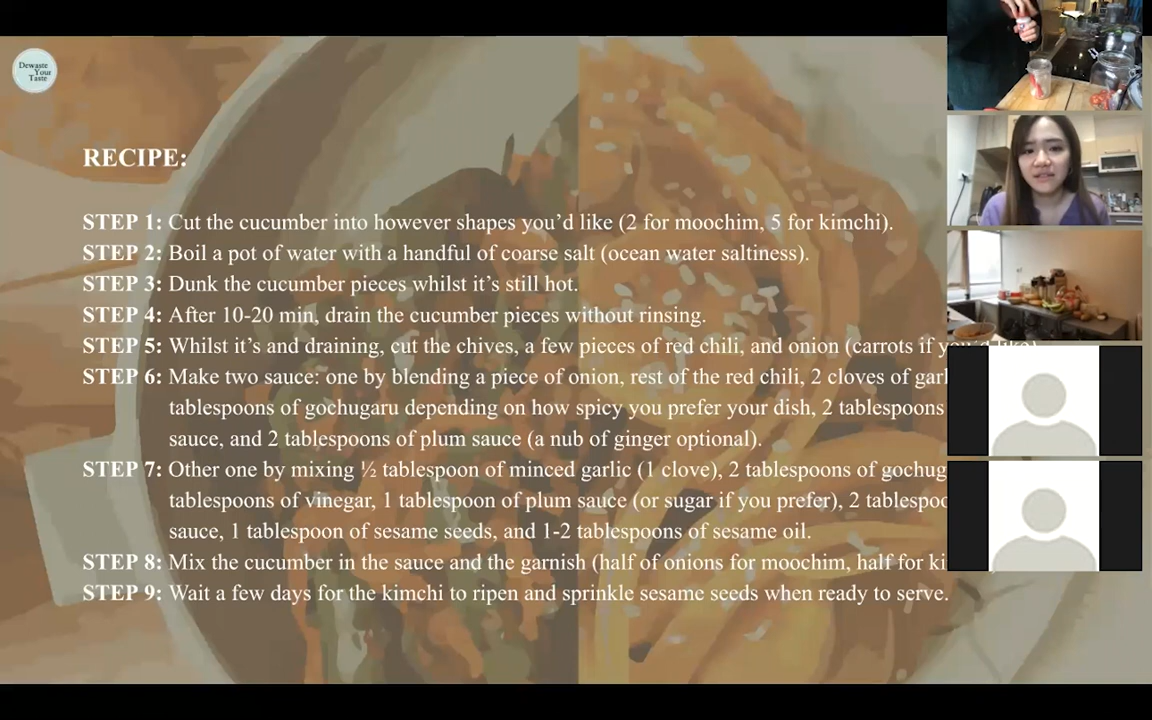 Dewaste
Your
Taste
RECIPE:
STEP 1: Cut the cucumber into however shapes you’d like (2 for moochim, 5 for kimchi).
STEP 2: Boil a pot of water with a handful of coarse salt (ocean water saltiness).
STEP 3: Dunk the cucumber pieces whilst it’s still hot.
STEP 4: After 10-20 min, drain the cucumber pieces without rinsing.
STEP 5: Whilst it’s and draining, cut the chives, a few pieces of red chili, and onion (carrots if you’d like)
STEP 6: Make two sauce: one by blending a piece of onion, rest of the red chili, 2 cloves of
tablespoons of gochugaru depending on how spicy you prefer your dish, 2 tablespoons
sauce, and 2 tablespoons of plum sauce (a nub of ginger optional).
STEP 7: Other one by mixing ½ tablespoon of minced garlic (1 clove), 2 tablespoons of
tablespoons of vinegar, 1 tablespoon of plum sauce (or sugar if you prefer), 2
sauce, 1 tablespoon of sesame seeds, and 1-2 tablespoons of sesame oil.
STEP 8: Mix the cucumber in the sauce and the garnish (half of onions for moochim, half for
STEP 9: Wait a few days for the kimchi to ripen and sprinkle sesame seeds when ready to serve.